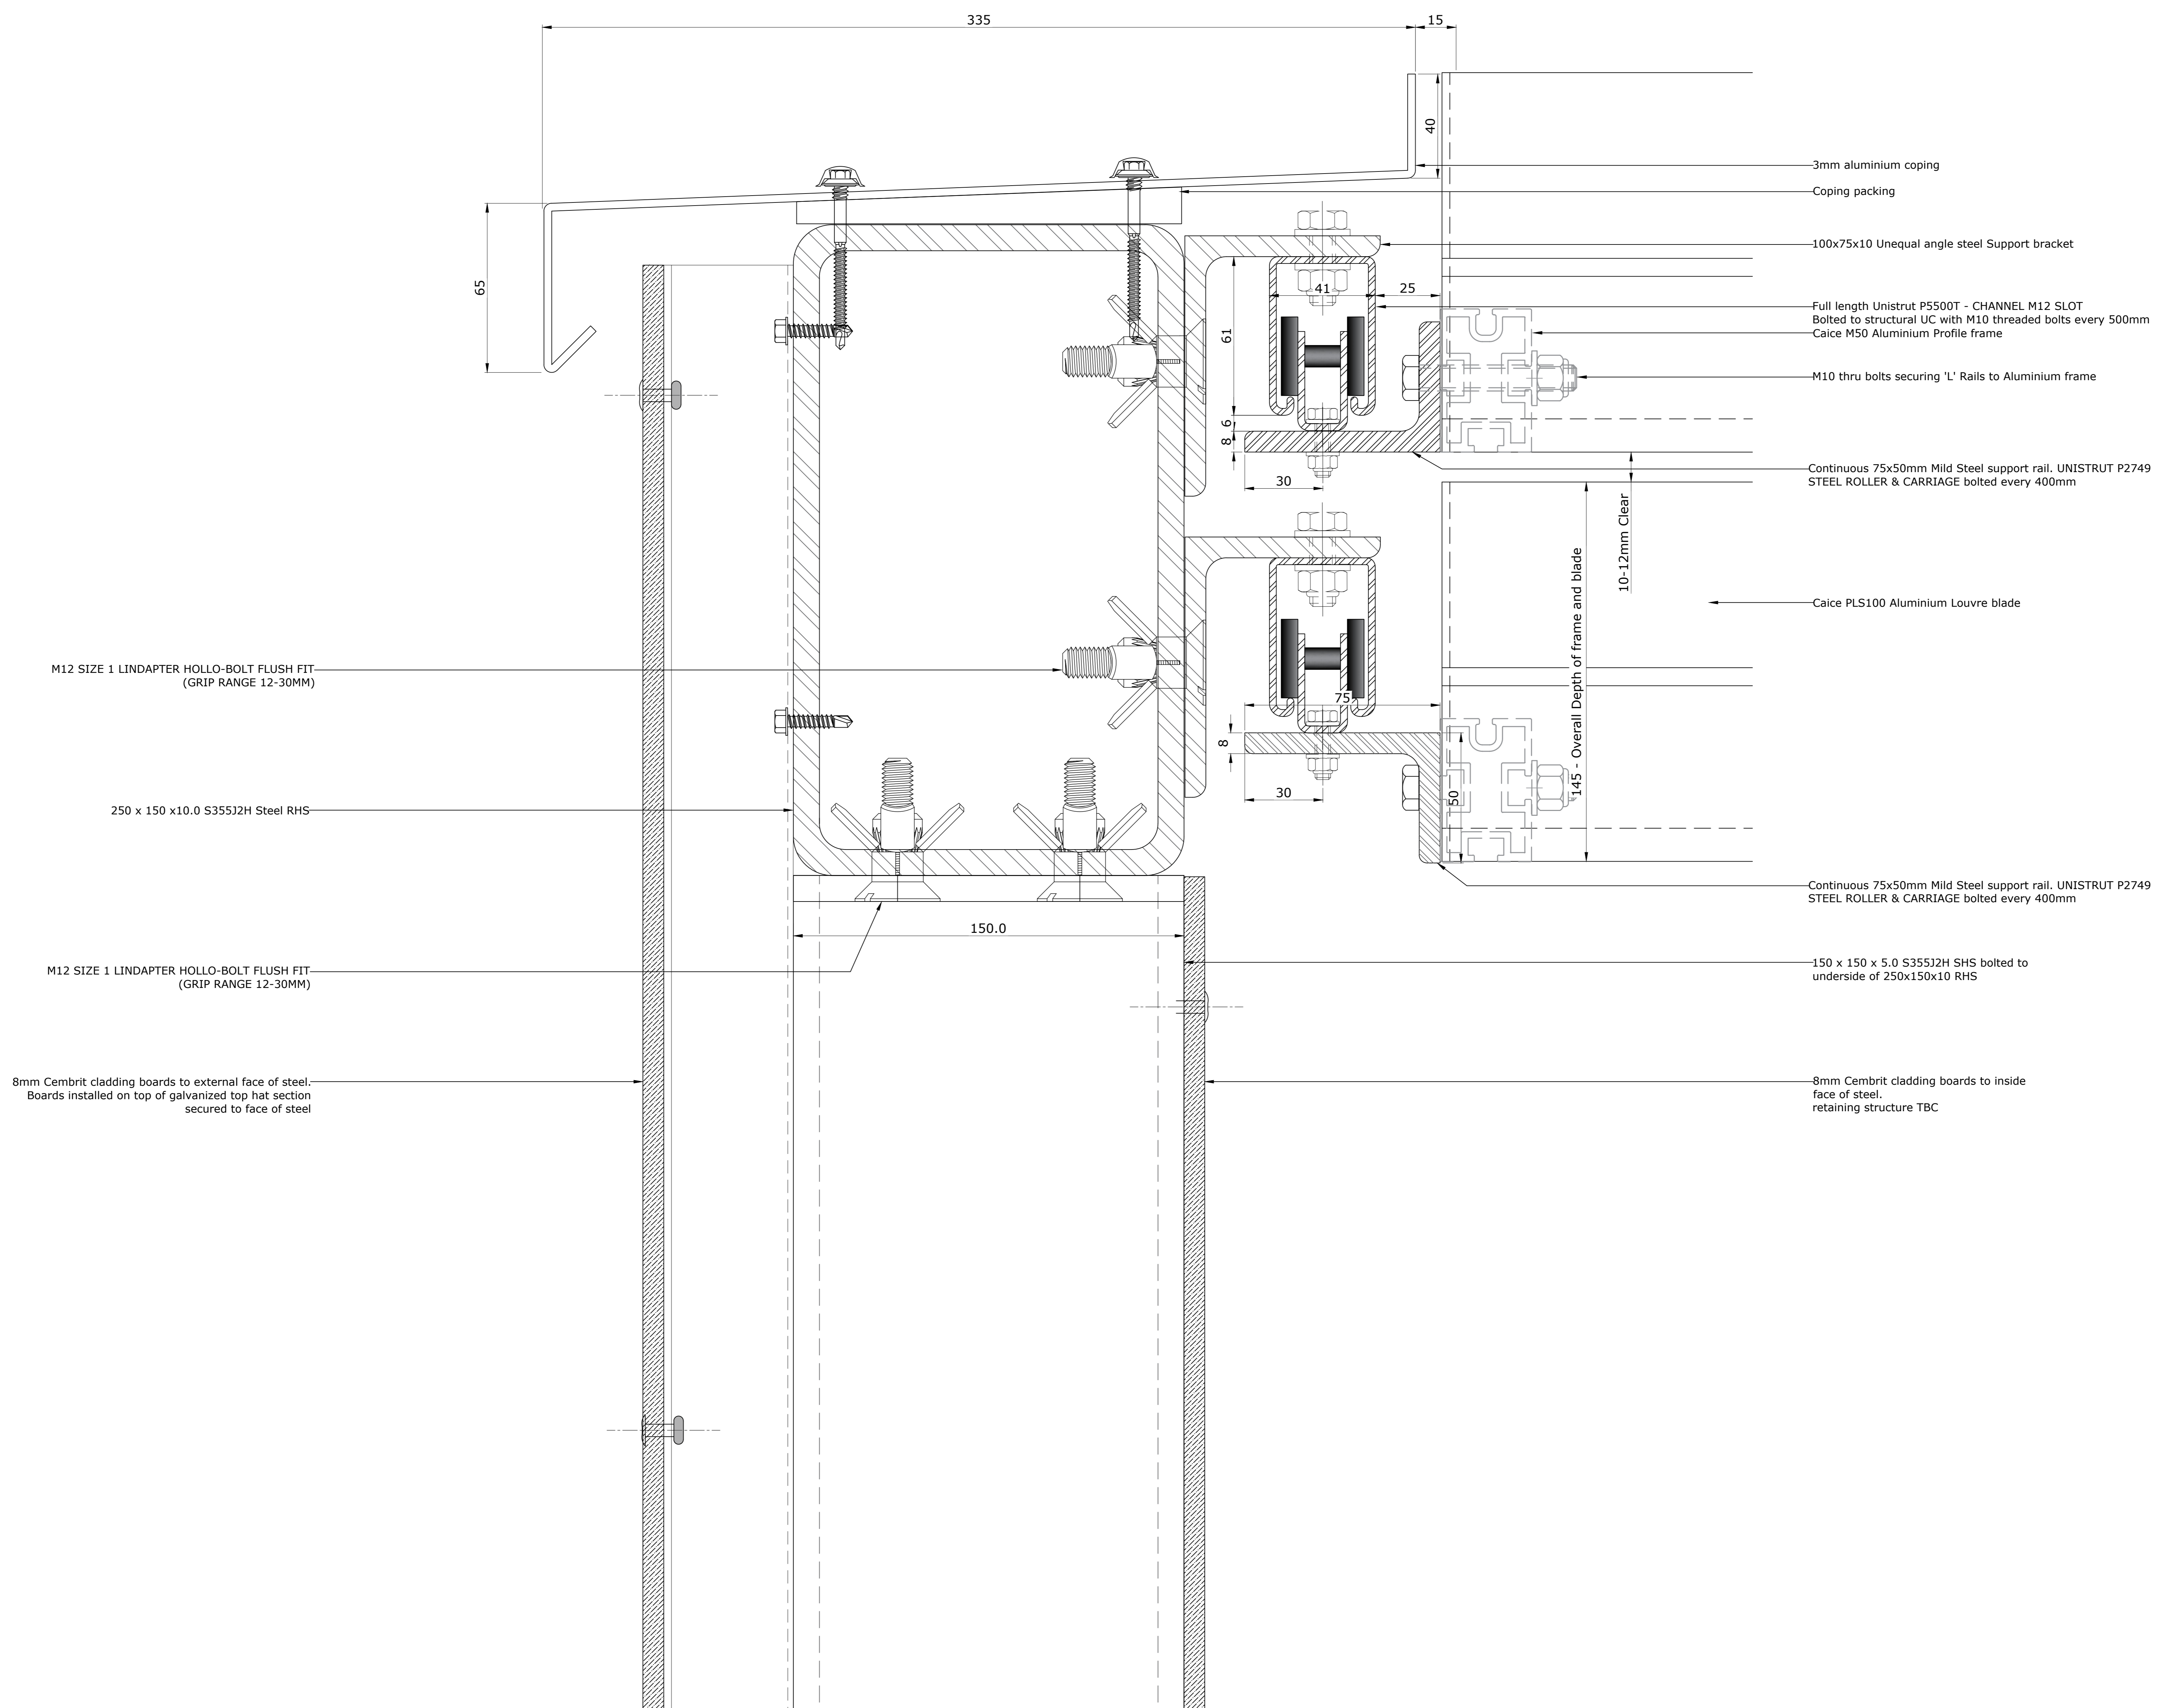 335
15
40
3mm aluminium coping
Coping packing
65
100x75x10 Unequal angle steel Support bracket
41
25
61
Full length Unistrut P5500T - CHANNEL M12 SLOT
Bolted to structural UC with M10 threaded bolts every 500mm
Caice M50 Aluminium Profile frame
M10 thru bolts securing 'L' Rails to Aluminium frame
6
8
30
Continuous 75x50mm Mild Steel support rail. UNISTRUT P2749
STEEL ROLLER & CARRIAGE bolted every 400mm
10-12mm Clear
145 - Overall Depth of frame and blade
Caice PLS100 Aluminium Louvre blade
M12 SIZE 1 LINDAPTER HOLLO-BOLT FLUSH FIT
(GRIP RANGE 12-30MM)
75
8
30
50
250 x 150 x10.0 S355J2H Steel RHS
Continuous 75x50mm Mild Steel support rail. UNISTRUT P2749
STEEL ROLLER & CARRIAGE bolted every 400mm
150.0
M12 SIZE 1 LINDAPTER HOLLO-BOLT FLUSH FIT
(GRIP RANGE 12-30MM)
150 x 150 x 5.0 S355J2H SHS bolted to
underside of 250x150x10 RHS
8mm Cembrit cladding boards to external face of steel.
Boards installed on top of galvanized top hat section
secured to face of steel
8mm Cembrit cladding boards to inside
face of steel.
retaining structure TBC